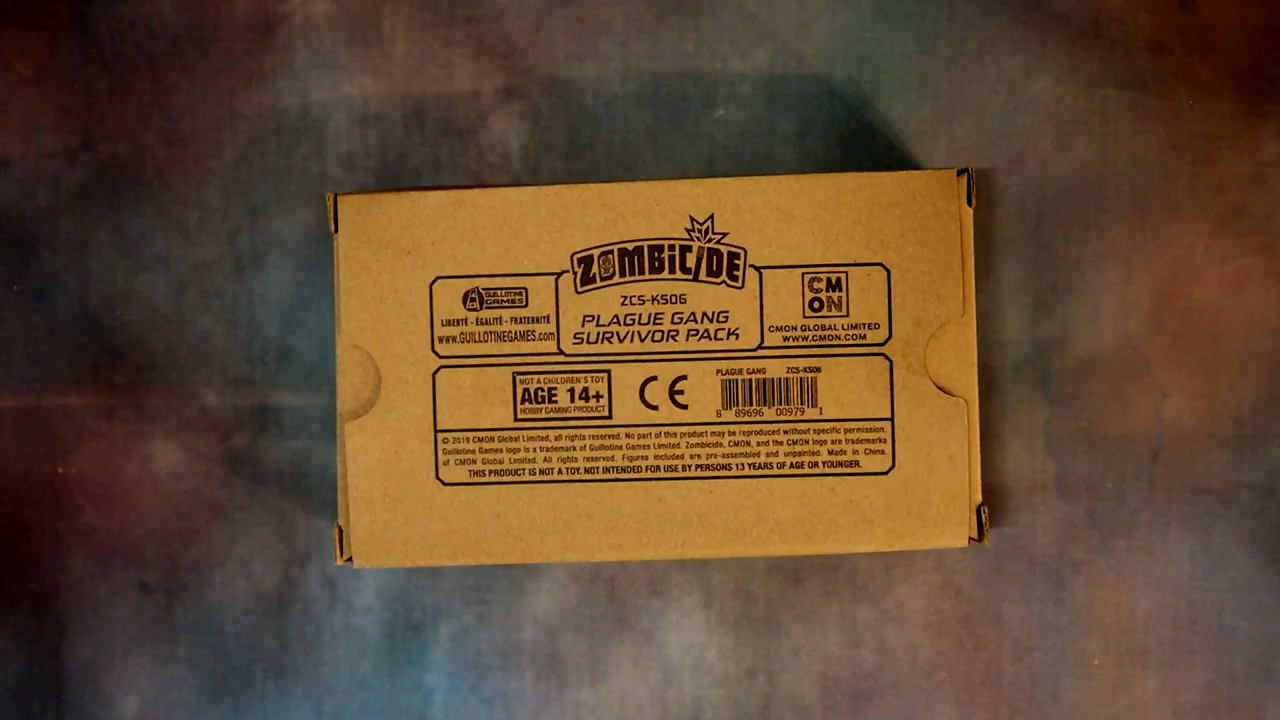 ZOMBICIDE
ZCS-KS06
PLAGUE GANG
SURVIVOR PACK
GUILLOTINE
GAMES
LIBERTÉ - ÉGALITÉ - FRATERNITÉ
www.GUILLOTINEGAMES.com
CM
ON
CMON GLOBAL LIMITED
WWW.CMON.COM
NOT A CHILDREN'S TOY
AGE 14+
HOBBY GAMING PRODUCT
CE
PLAGUE GANG ZCS-KS06
8 89696 00979 1
© 2019 CMON Global Limited, all rights reserved. No part of this product may be reproduced without specific permission.
Guillotine Games logo is a trademark of Guillotine Games Limited. Zombicide, CMON, and the CMON logo are trademarks
of CMON Global Limited. All rights reserved. Figures included are pre-assembled and unpainted. Made in China.
THIS PRODUCT IS NOT A TOY. NOT INTENDED FOR USE BY PERSONS 13 YEARS OF AGE OR YOUNGER.